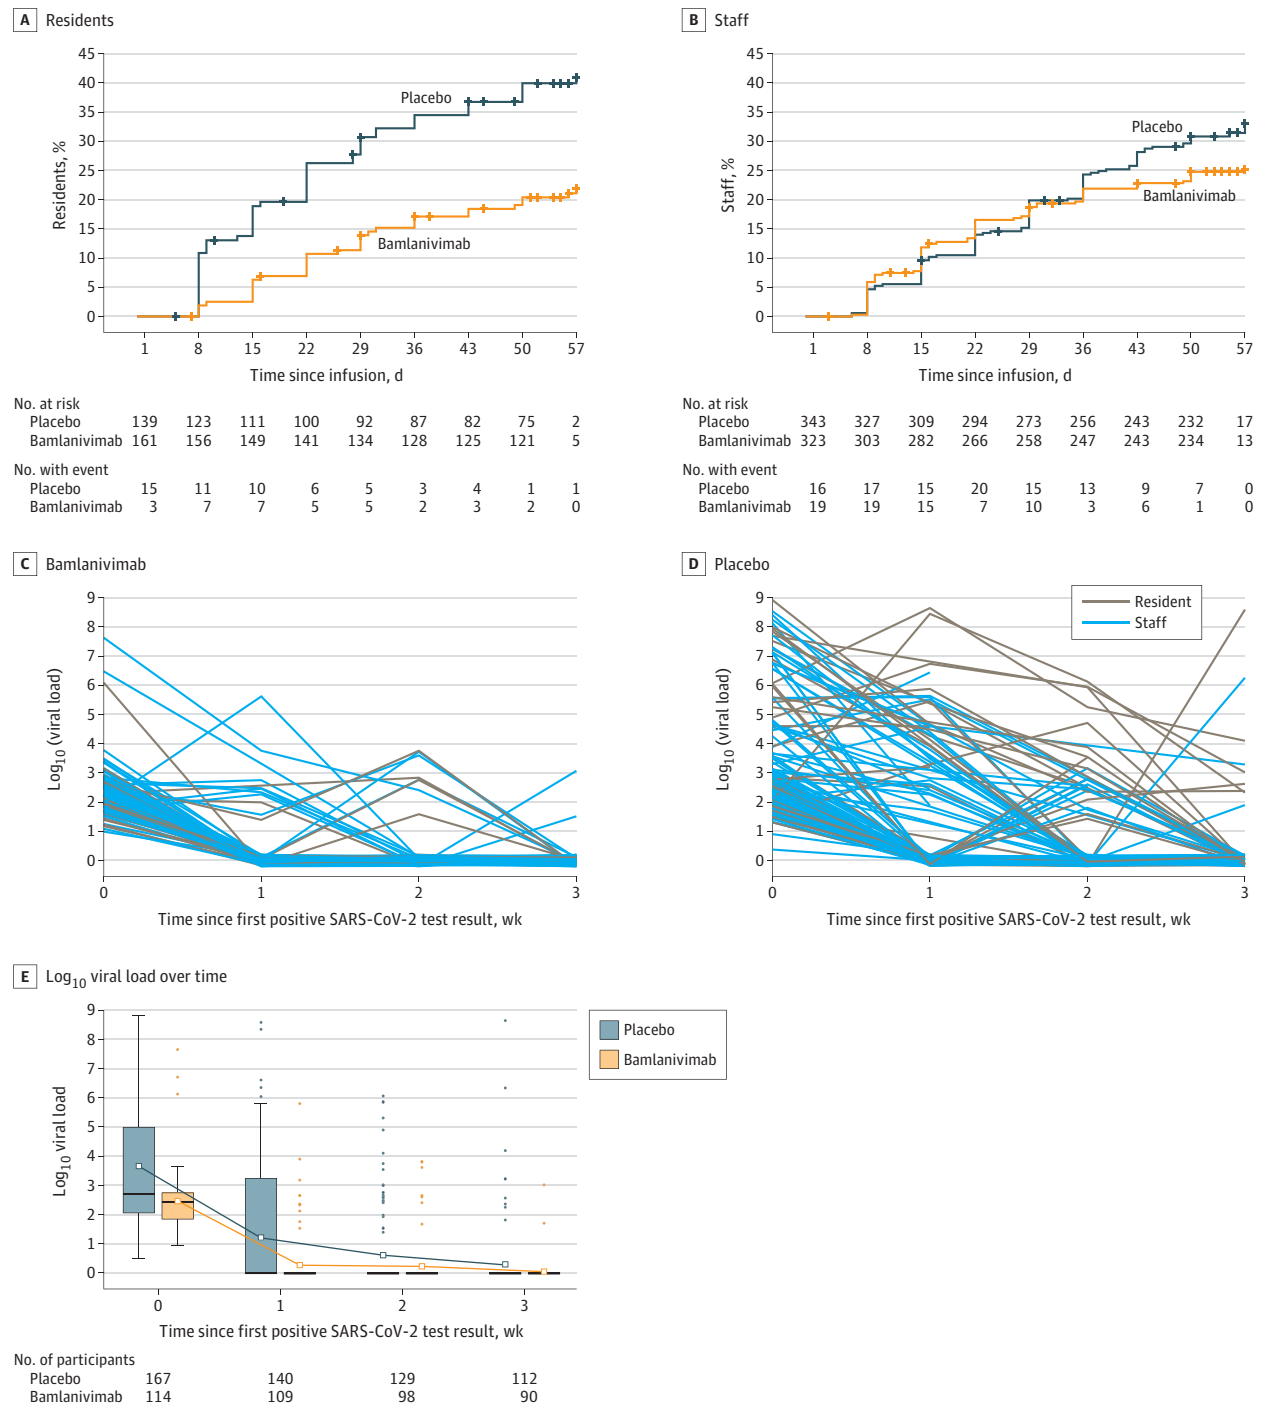 A Residents
45
40
35
30
25
20
15
10
5
0
Residents, %
Placebo
Bamlanivimab
1 8 15 22 29 36 43 50 57
Time since infusion, d
No. at risk
Placebo 139 123 111 100 92 87 82 75 2
Bamlanivimab 161 156 149 141 134 128 125 121 5
No. with event
Placebo 15 11 10 6 5 3 4 1 1
Bamlanivimab 3 7 7 5 5 2 3 2 0
B Staff
45
40
35
30
25
20
15
10
5
0
Staff, %
Placebo
Bamlanivimab
1 8 15 22 29 36 43 50 57
Time since infusion, d
No. at risk
Placebo 343 327 309 294 273 256 243 232 17
Bamlanivimab 323 303 282 266 258 247 243 234 13
No. with event
Placebo 16 17 15 20 15 13 9 7 0
Bamlanivimab 19 19 15 7 10 3 6 1 0
C Bamlanivimab
9
8
7
6
5
4
3
2
1
0
Log10 (viral load)
0 1 2 3
Time since first positive SARS-CoV-2 test result, wk
D Placebo
Resident
Staff
9
8
7
6
5
4
3
2
1
0
Log10 (viral load)
0 1 2 3
Time since first positive SARS-CoV-2 test result, wk
E Log10 viral load over time
9
8
7
6
5
4
3
2
1
0
Log10 viral load
Placebo
Bamlanivimab
0 1 2 3
Time since first positive SARS-CoV-2 test result, wk
No. of participants
Placebo 167 140 129 112
Bamlanivimab 114 109 98 90